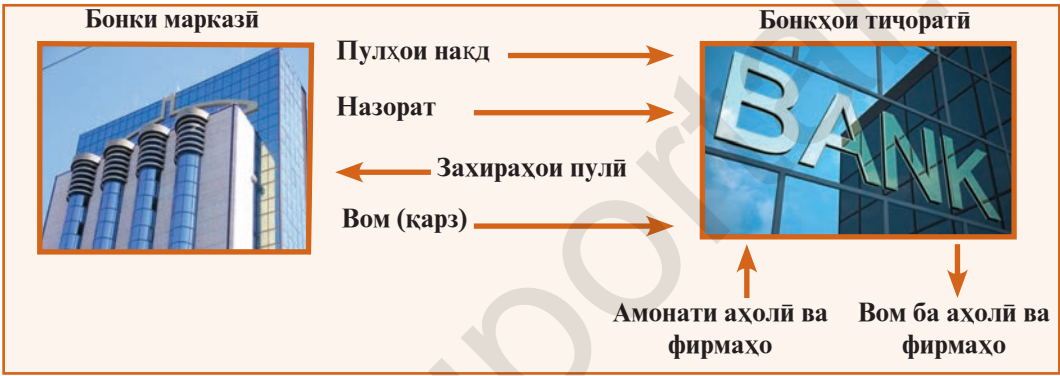 Бонки марказӣ
Бонкҳои тиҷоратӣ
Пулҳои нақд
Назорат
Захираҳои пулӣ
Вом (қарз)
BANK
Амонати аҳолӣ ва
фирмаҳо
Вом ба аҳолӣ ва
фирмаҳо